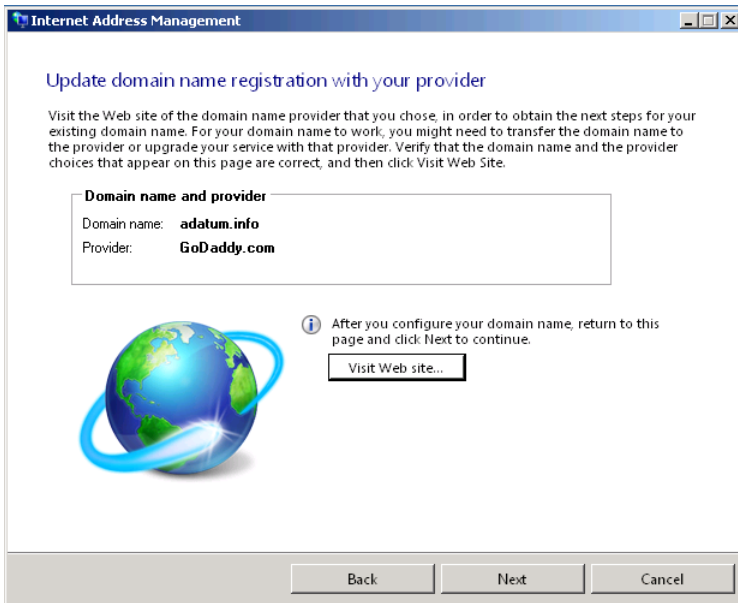 Internet Address Management
Update domain name registration with your provider
Visit the Web site of the domain name provider that you chose, in order to obtain the next steps for your
existing domain name. For your domain name to work, you might need to transfer the domain name to
the provider or upgrade your service with that provider. Verify that the domain name and the provider
choices that appear on this page are correct, and then click Visit Web Site.
Domain name and provider
Domain name: adatum.info
Provider: GoDaddy.com
After you configure your domain name, return to this
page and click Next to continue.
Visit Web site...
Back Next Cancel